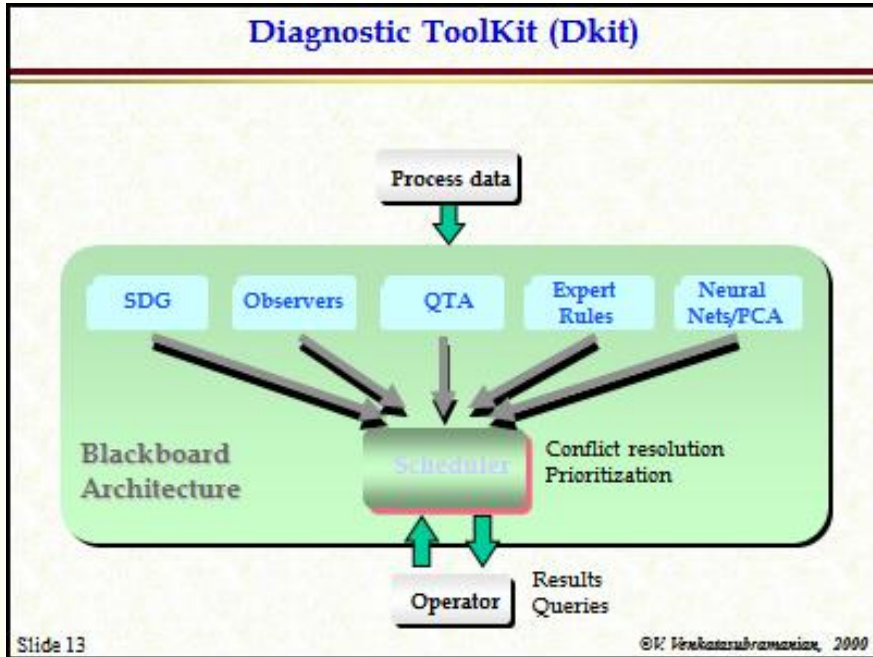 Diagnostic ToolKit (Dkit)
Process data
SDG
Observers
QTA
Expert
Rules
Neural
Nets/PCA
Blackboard
Architecture
Scheduler
Conflict resolution
Prioritization
Operator
Results
Queries
Slide 13
©V. Venkatasubramanian, 2000